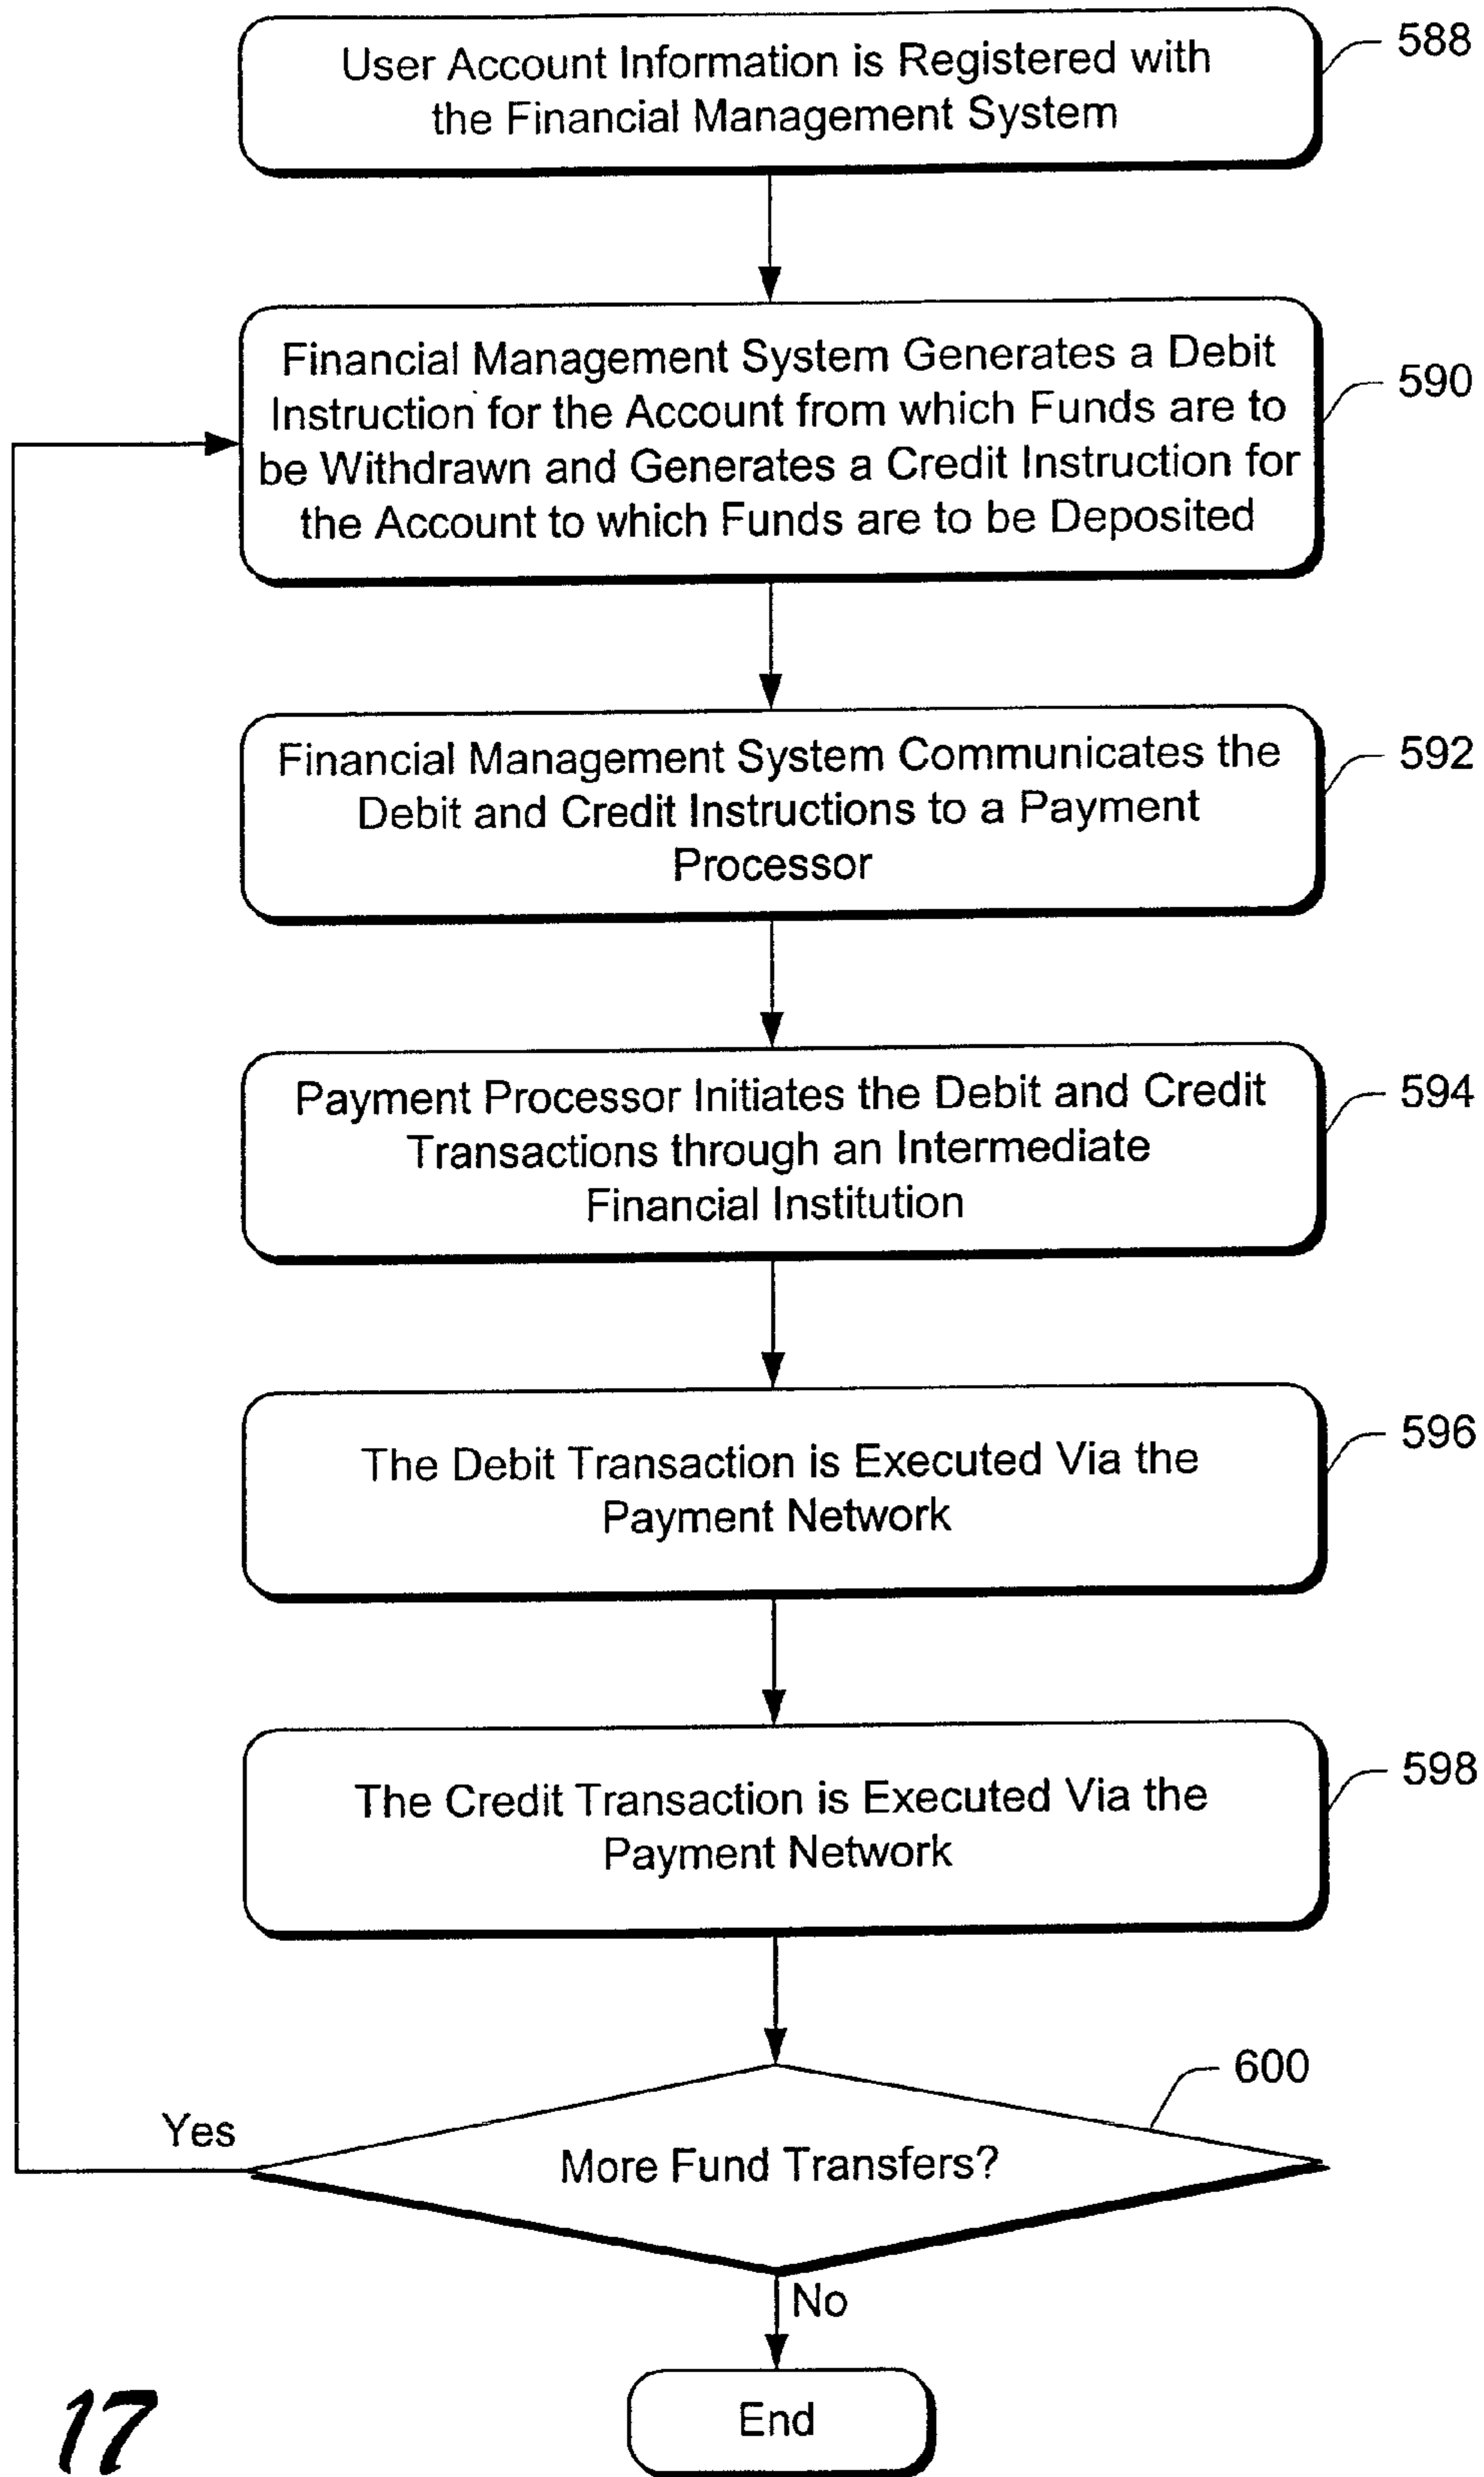 User Account Information is Registered with
the Financial Management System
588
Financial Management System Generates a Debit
Instruction for the Account from which Funds are to
be Withdrawn and Generates a Credit Instruction for
the Account to which Funds are to be Deposited
590
Financial Management System Communicates the
Debit and Credit Instructions to a Payment
Processor
592
Payment Processor Initiates the Debit and Credit
Transactions through an Intermediate
Financial Institution
594
The Debit Transaction is Executed Via the
Payment Network
596
The Credit Transaction is Executed Via the
Payment Network
598
600
Yes
More Fund Transfers?
No
End
17